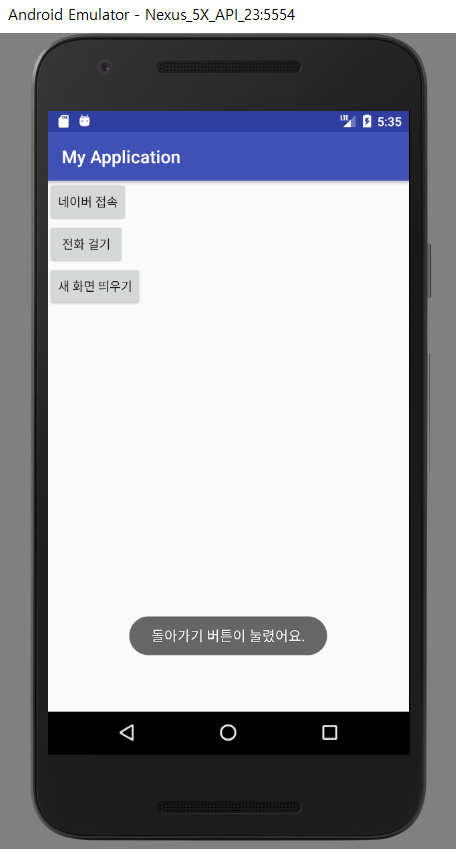 Android Emulator - Nexus_5X_API_23:5554
LTE 5:35
My Application
네이버 접속
전화 걸기
새 화면 띄우기
돌아가기 버튼이 눌렸어요.